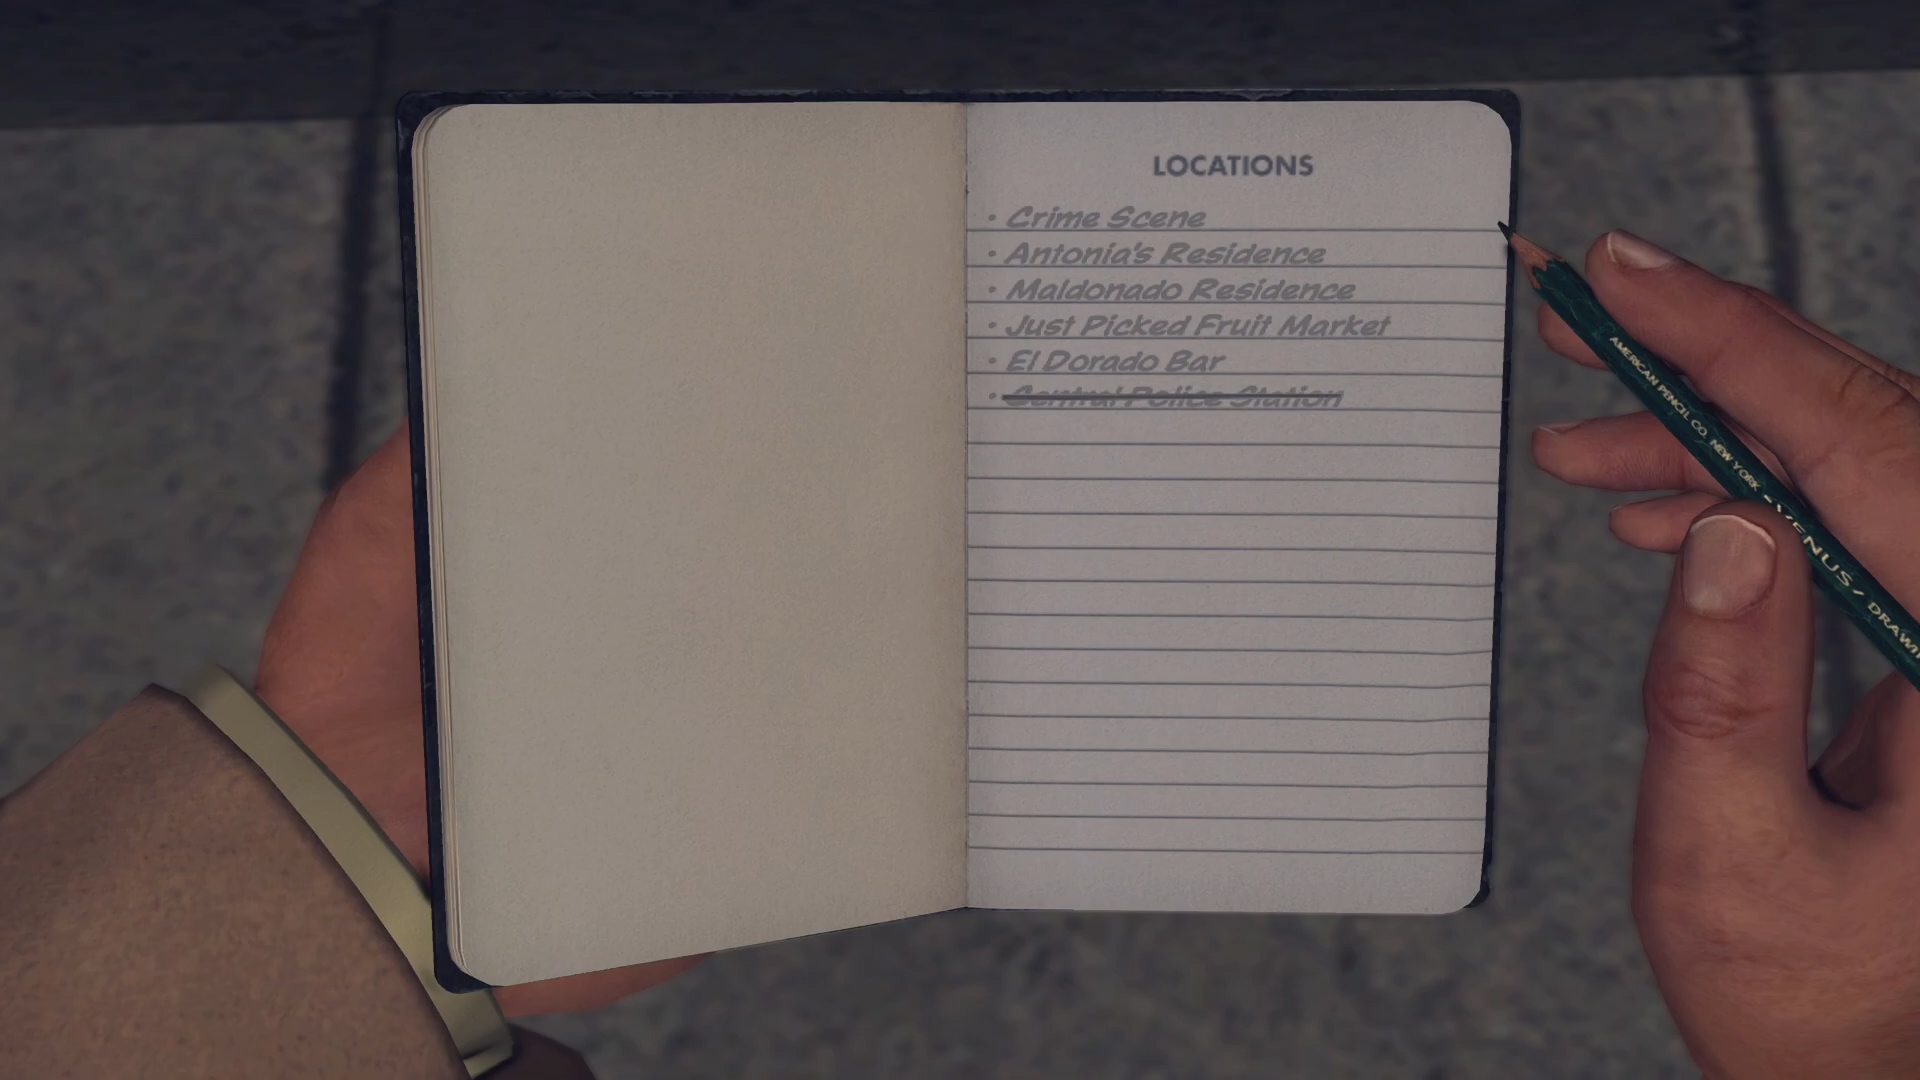 LOCATIONS
• Crime Scene
• Antonia's Residence
• Maldonado Residence
• Just Picked Fruit Market
• El Dorado Bar
• Central Police Station
AMERICAN PENCIL CO. NEW YORK VENUS DRAWI